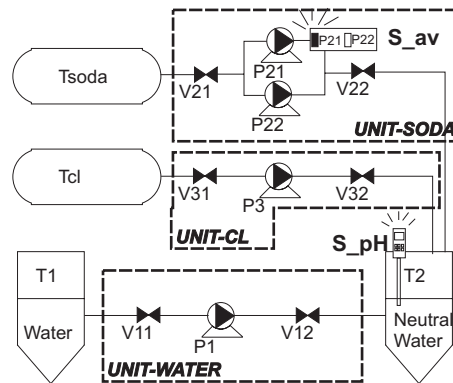 P21 P22 S_av
Tsoda
V21
P21
V22
P22
UNIT-SODA
Tcl
V31
P3
V32
UNIT-CL
S_pH
T1
T2
Water
V11
P1
V12
Neutral
Water
UNIT-WATER